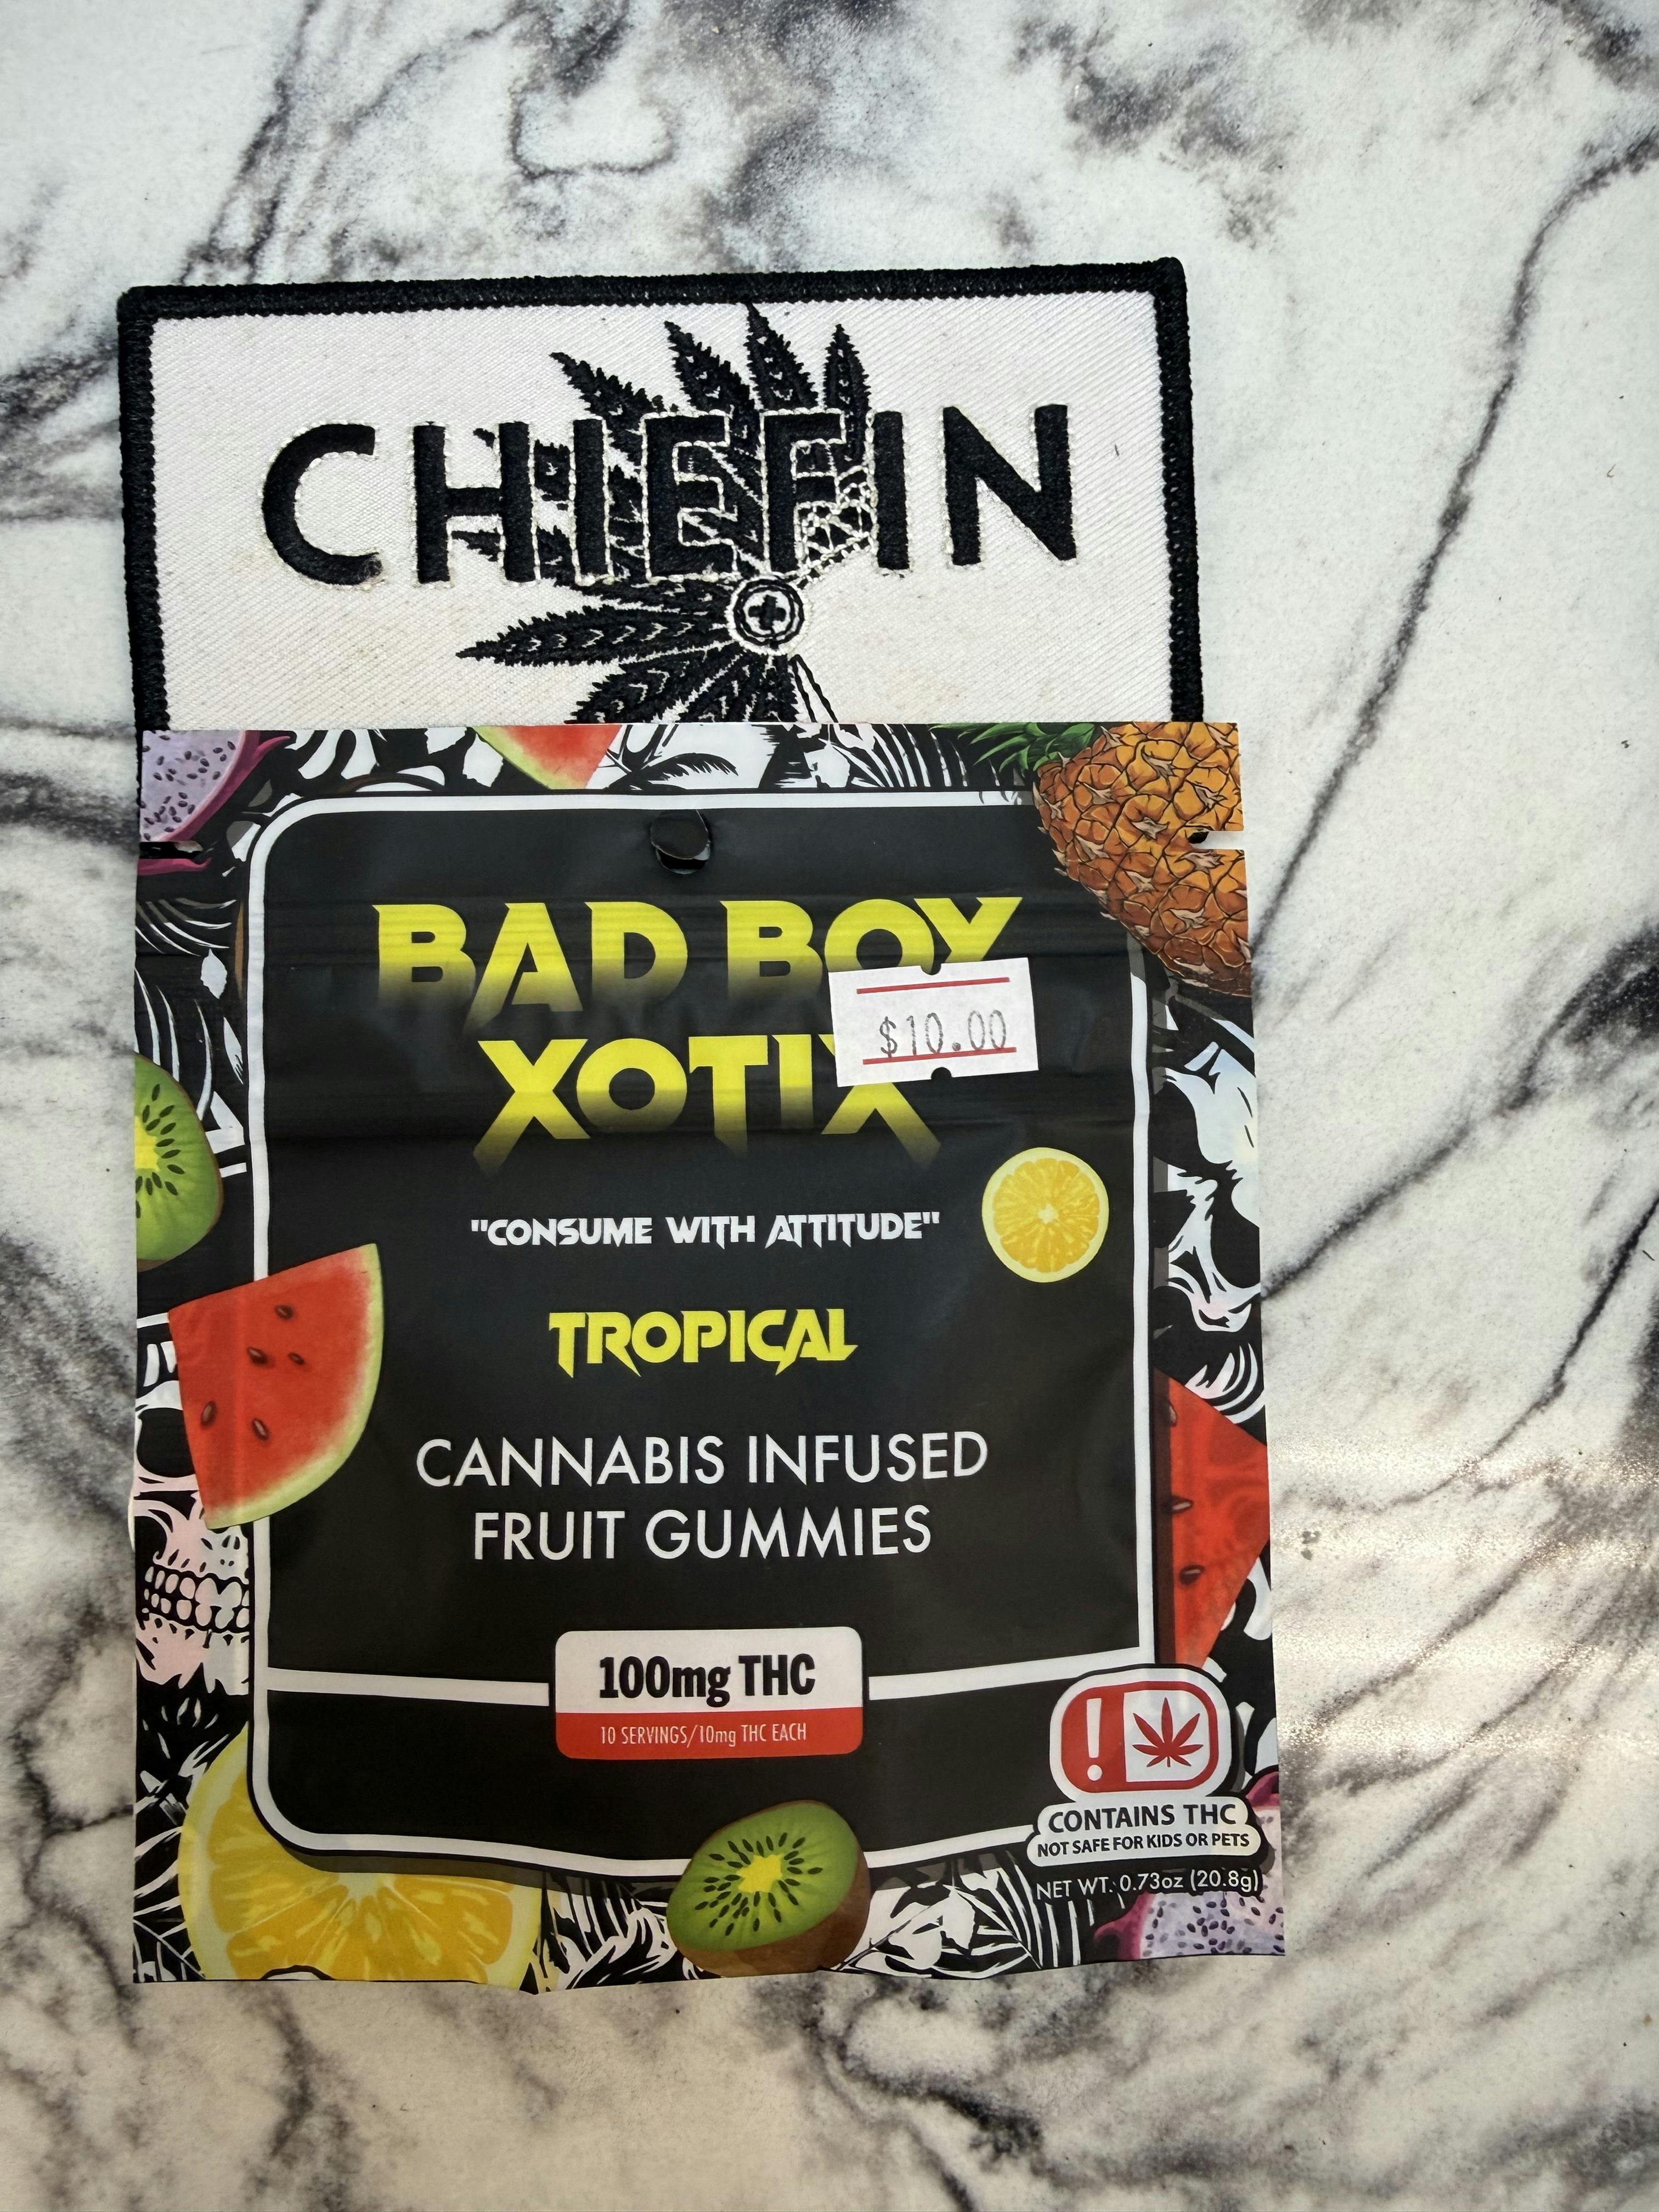 CHIEFIN
BAD BOY
XOTIX
$10.00
"CONSUME WITH ATTITUDE"
TROPICAL
CANNABIS INFUSED
FRUIT GUMMIES
100mg THC
10 SERVINGS/10mg THC EACH
!
CONTAINS THC
NOT SAFE FOR KIDS OR PETS
NET WT. 0.73oz (20.8g)